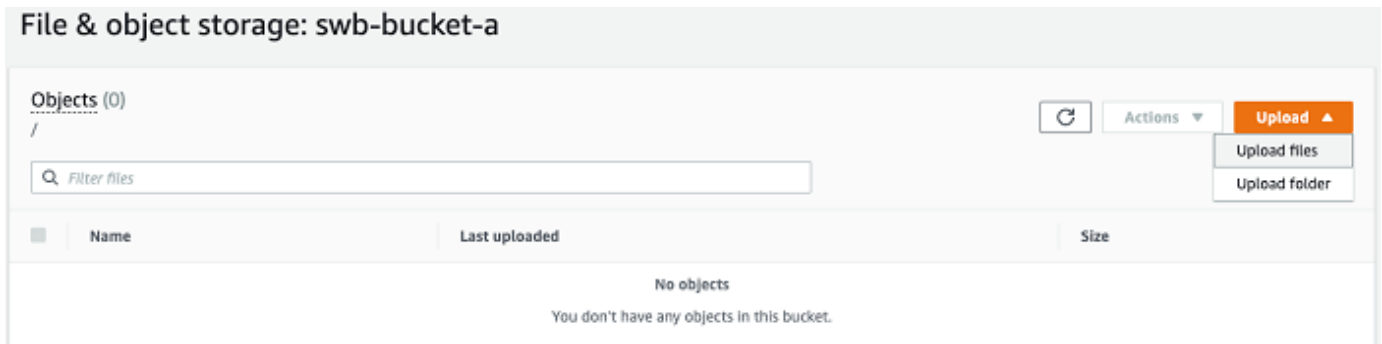 File & object storage: swb-bucket-a
Objects (0)
/
Actions
Upload
Upload files
Upload folder
Filter files
Name Last uploaded Size
No objects
You don't have any objects in this bucket.